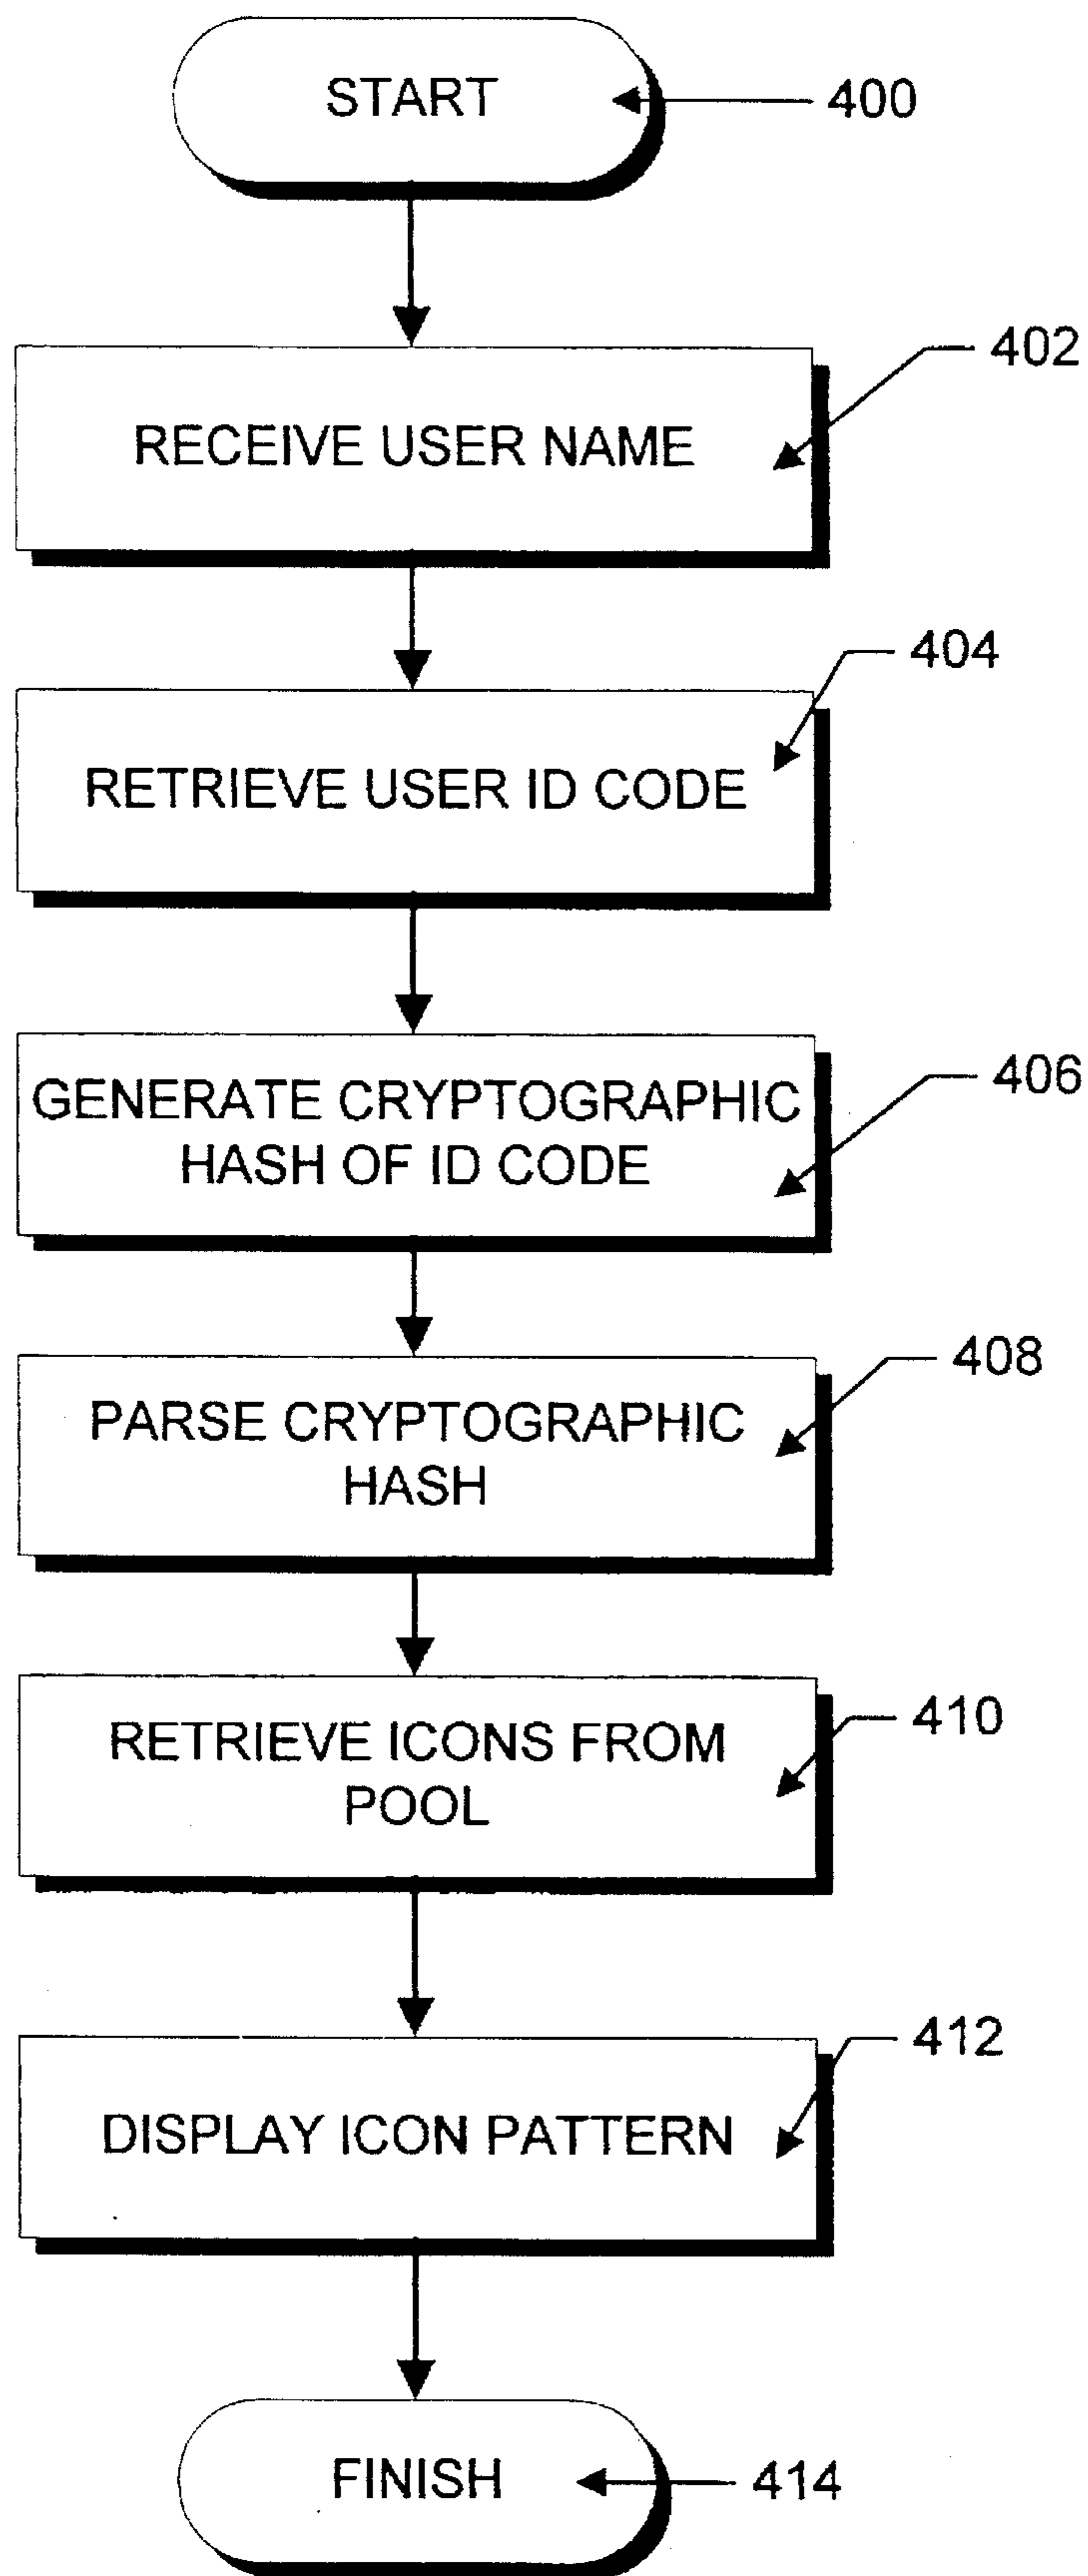 START
400
402
RECEIVE USER NAME
404
RETRIEVE USER ID CODE
406
GENERATE CRYPTOGRAPHIC
HASH OF ID CODE
408
PARSE CRYPTOGRAPHIC
HASH
410
RETRIEVE ICONS FROM
POOL
412
DISPLAY ICON PATTERN
FINISH
414